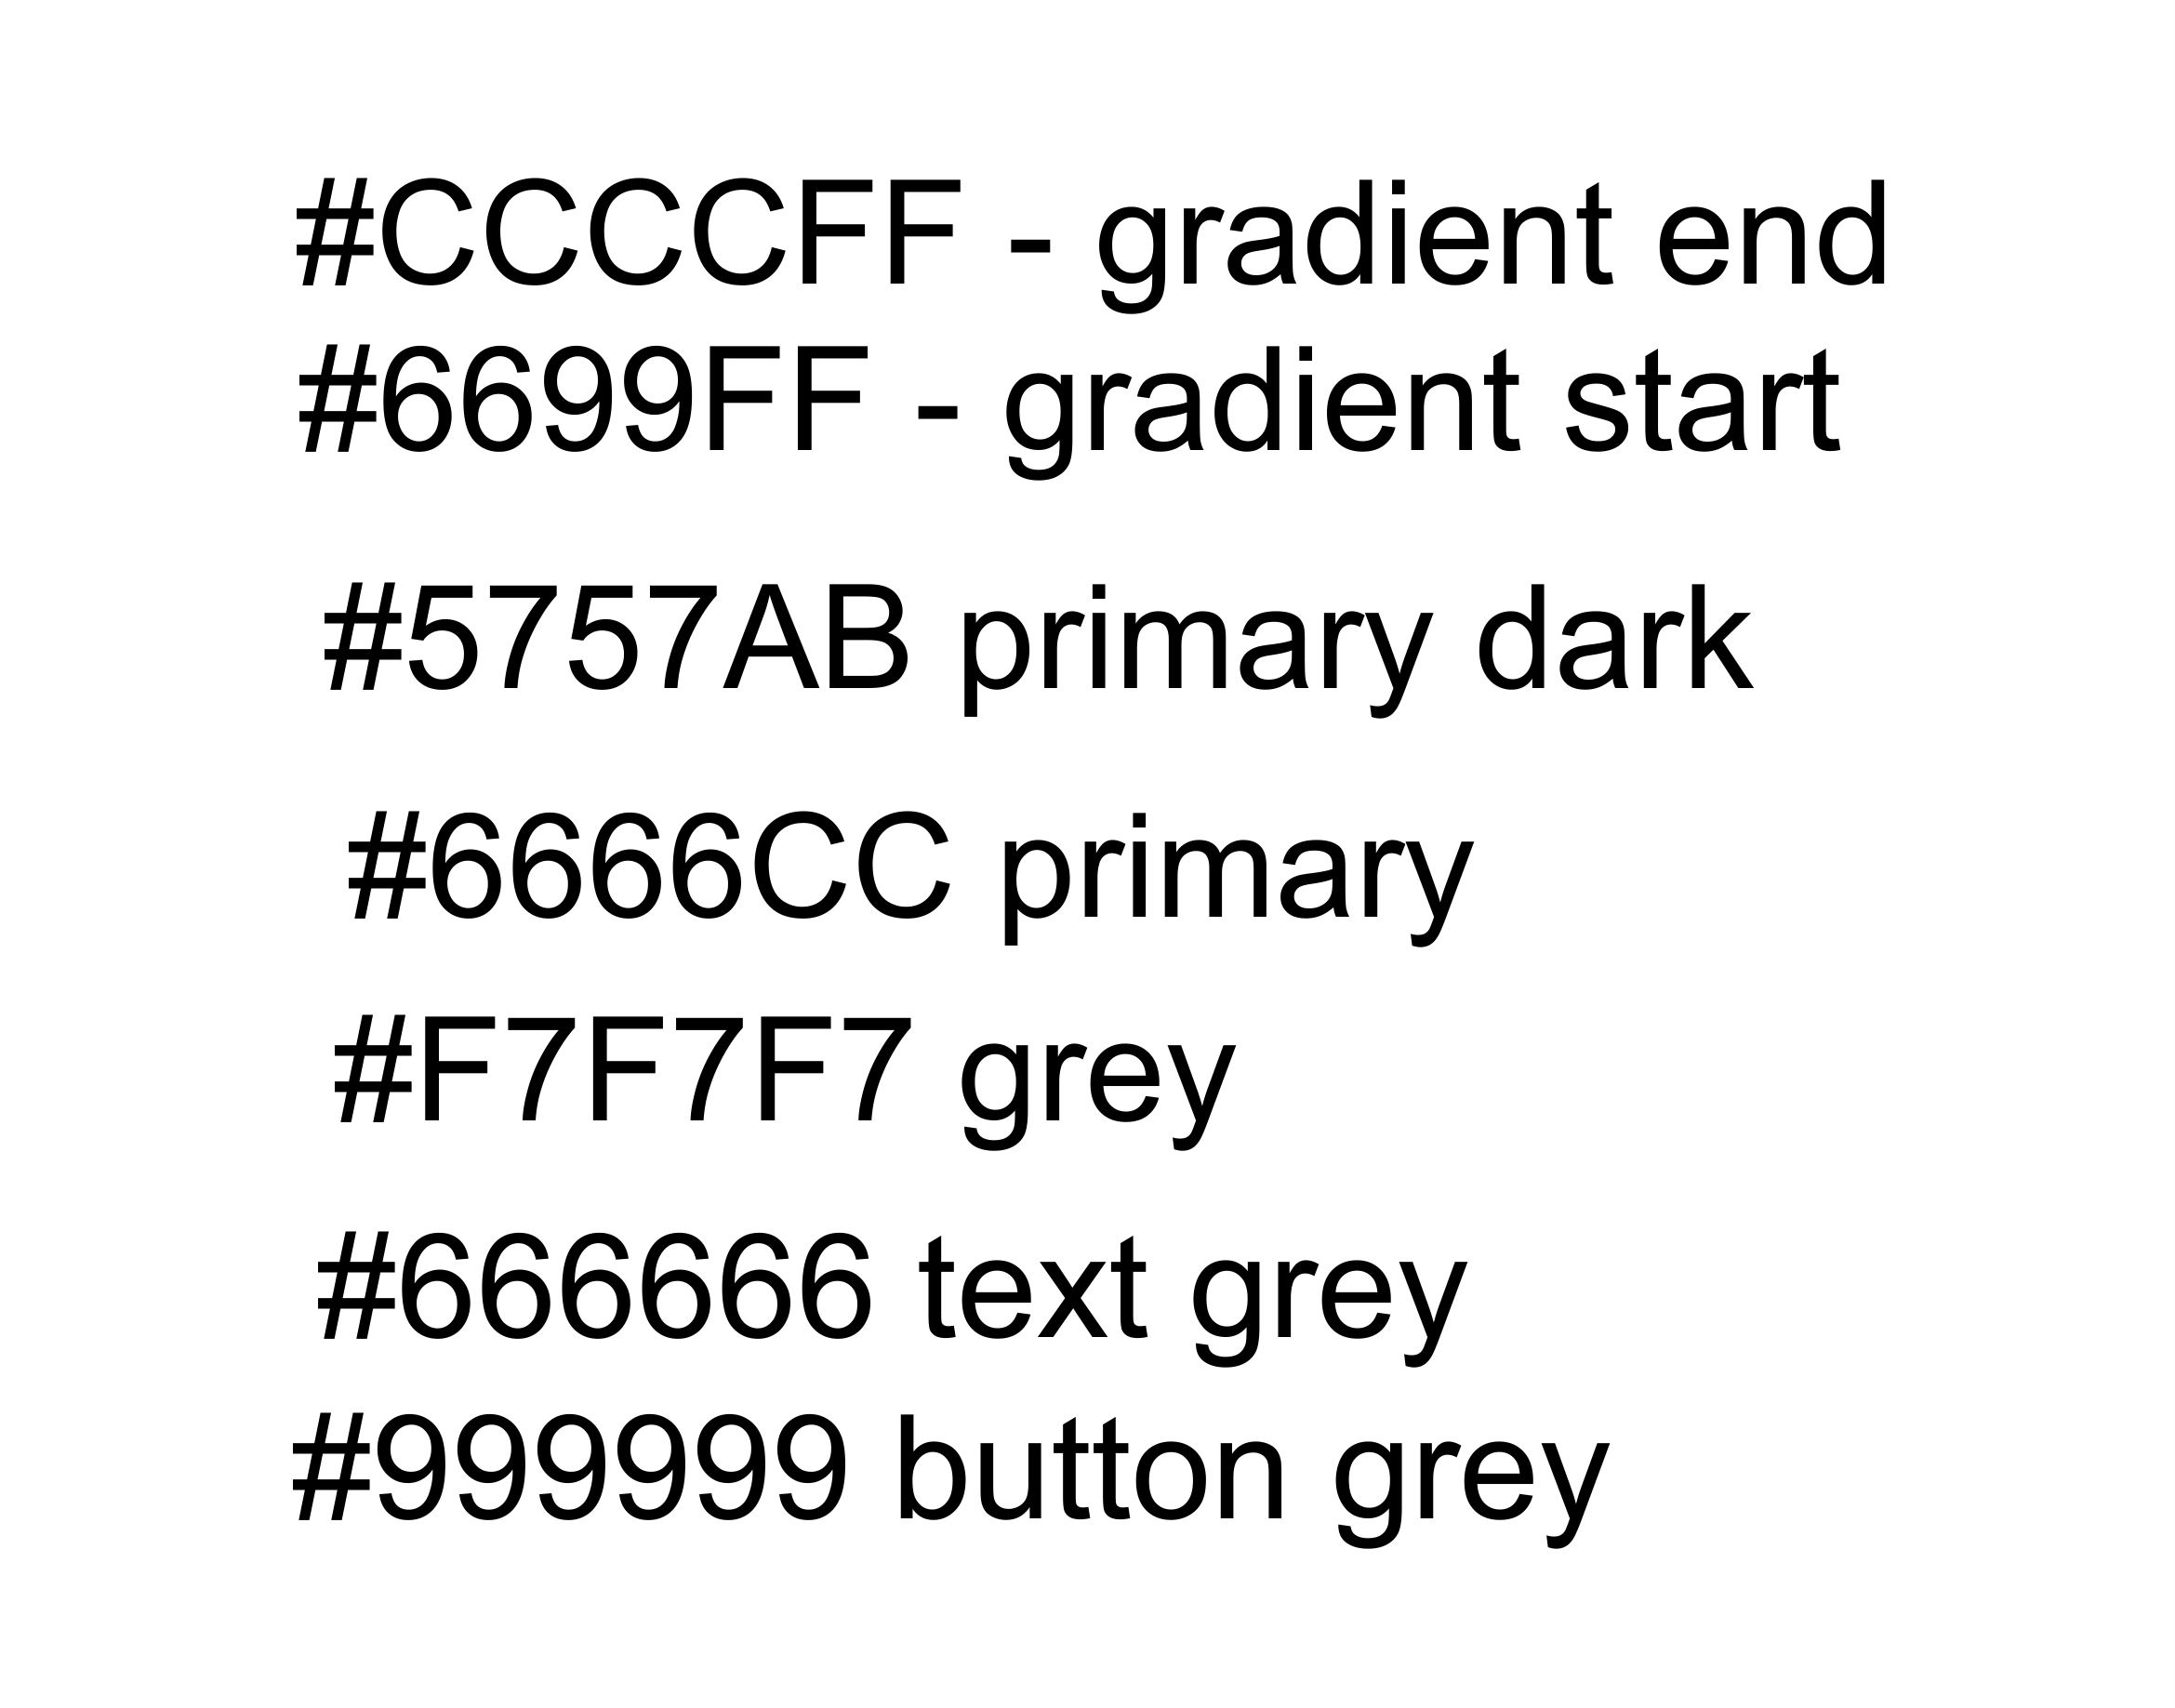 #CCCCFF - gradient end
#6699FF - gradient start
#5757AB primary dark
#6666CC primary
#F7F7F7 grey
#666666 text grey
#999999 button grey